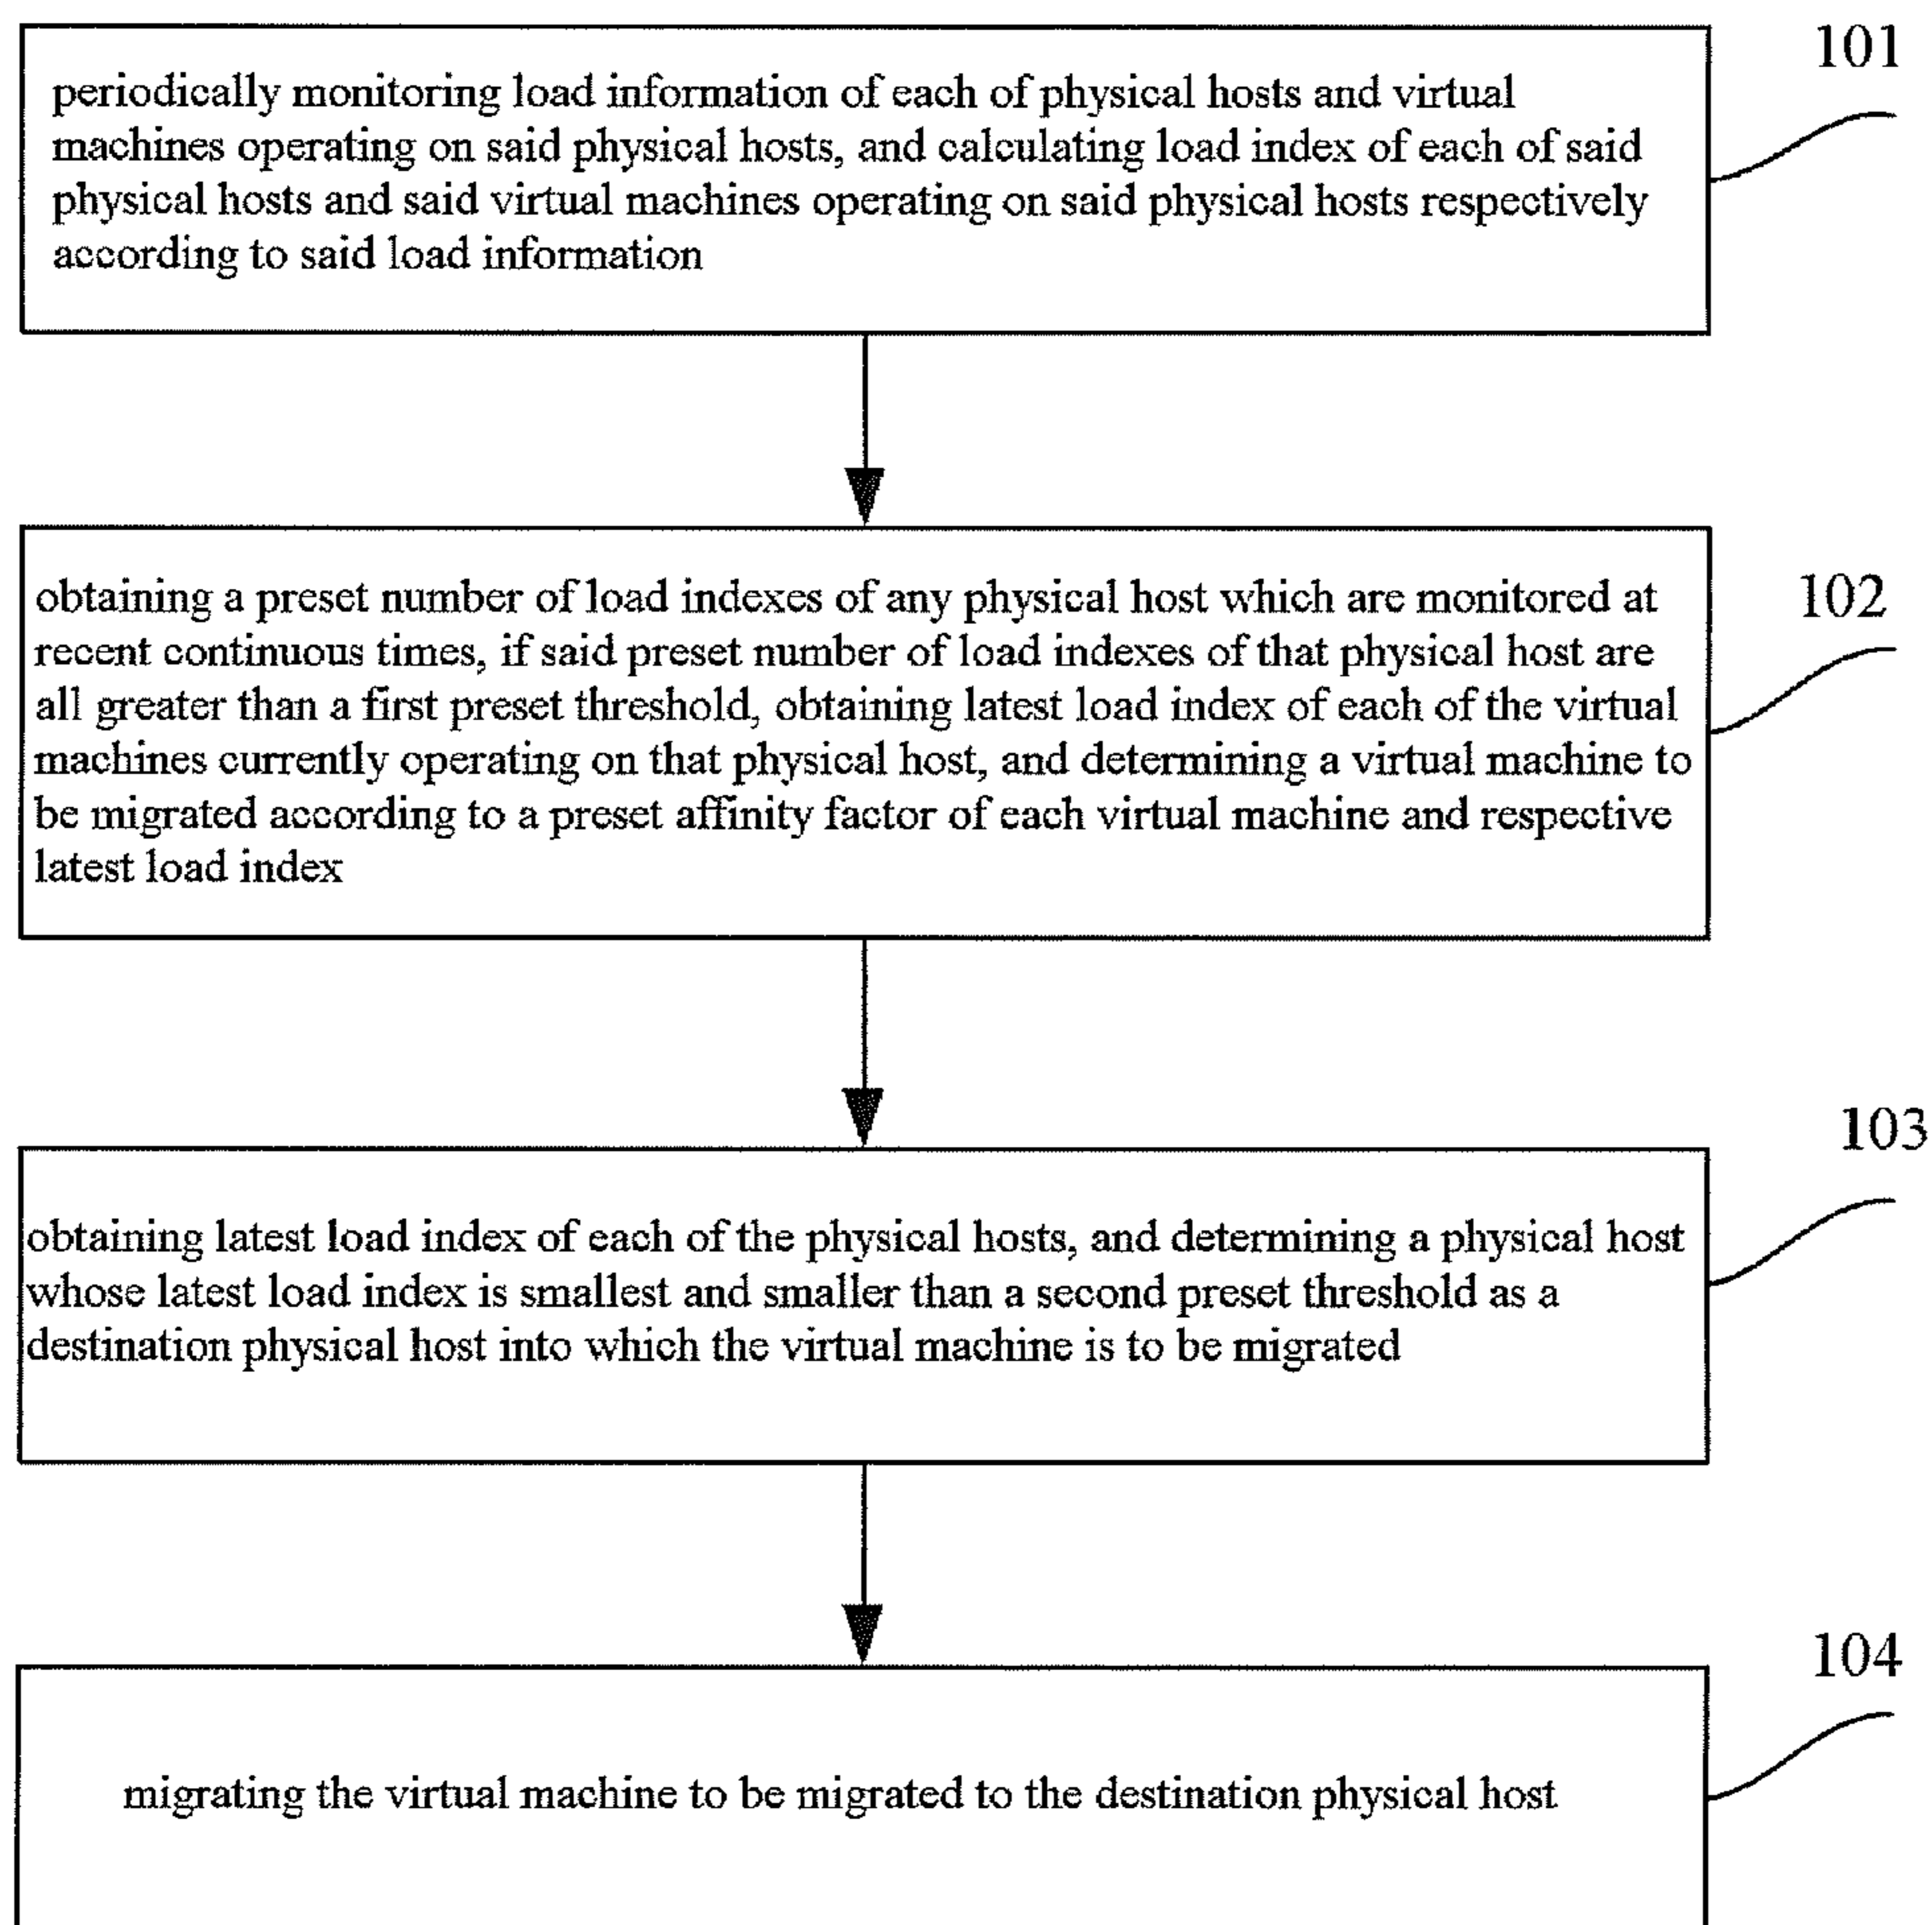 101
periodically monitoring load information of each of physical hosts and virtual
machines operating on said physical hosts, and calculating load index of each of said
physical hosts and said virtual machines operating on said physical hosts respectively
according to said load information
102
obtaining a preset number of load indexes of any physical host which are monitored at
recent continuous times, if said preset number of load indexes of that physical host are
all greater than a first preset threshold, obtaining latest load index of each of the virtual
machines currently operating on that physical host, and determining a virtual machine to
be migrated according to a preset affinity factor of each virtual machine and respective
latest load index
103
obtaining latest load index of each of the physical hosts, and determining a physical host
whose latest load index is smallest and smaller than a second preset threshold as a
destination physical host into which the virtual machine is to be migrated
104
migrating the virtual machine to be migrated to the destination physical host